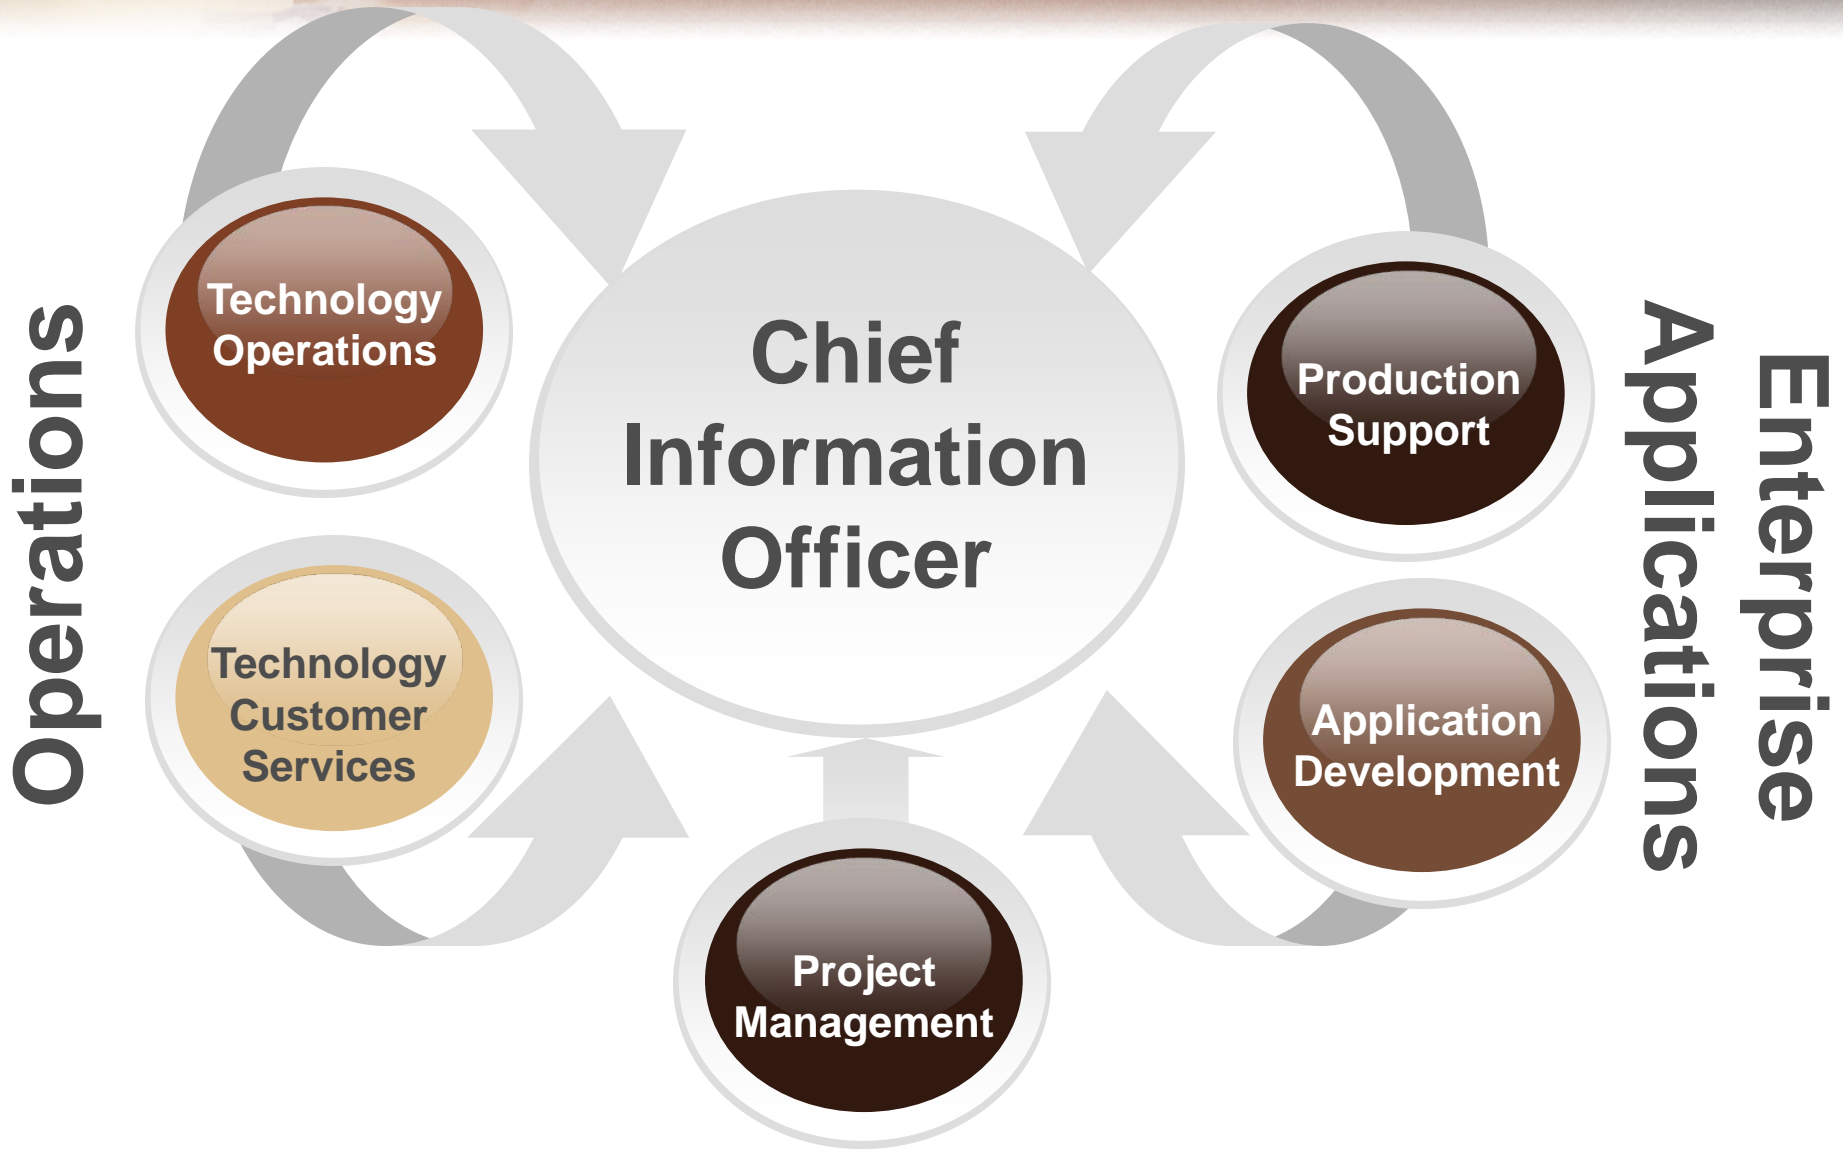 Operations
Technology
Operations
Technology
Customer
Services
Chief
Information
Officer
Project
Management
Production
Support
Application
Development
Enterprise
Applications